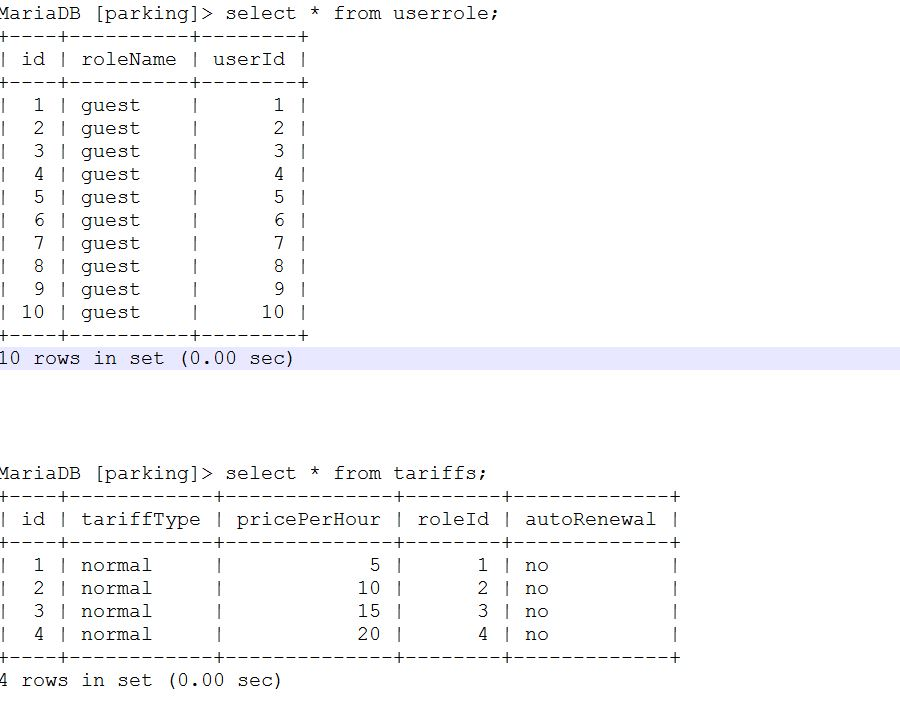 MariaDB [parking]> select * from userrole;
+----+----------+--------+
| id | roleName | userId |
+----+----------+--------+
|  1 | guest    |      1 |
|  2 | guest    |      2 |
|  3 | guest    |      3 |
|  4 | guest    |      4 |
|  5 | guest    |      5 |
|  6 | guest    |      6 |
|  7 | guest    |      7 |
|  8 | guest    |      8 |
|  9 | guest    |      9 |
| 10 | guest    |     10 |
+----+----------+--------+
10 rows in set (0.00 sec)
MariaDB [parking]> select * from tariffs;
+----+------------+--------------+--------+-------------+
| id | tariffType | pricePerHour | roleId | autoRenewal |
+----+------------+--------------+--------+-------------+
|  1 | normal     |            5 |      1 | no          |
|  2 | normal     |           10 |      2 | no          |
|  3 | normal     |           15 |      3 | no          |
|  4 | normal     |           20 |      4 | no          |
+----+------------+--------------+--------+-------------+
4 rows in set (0.00 sec)